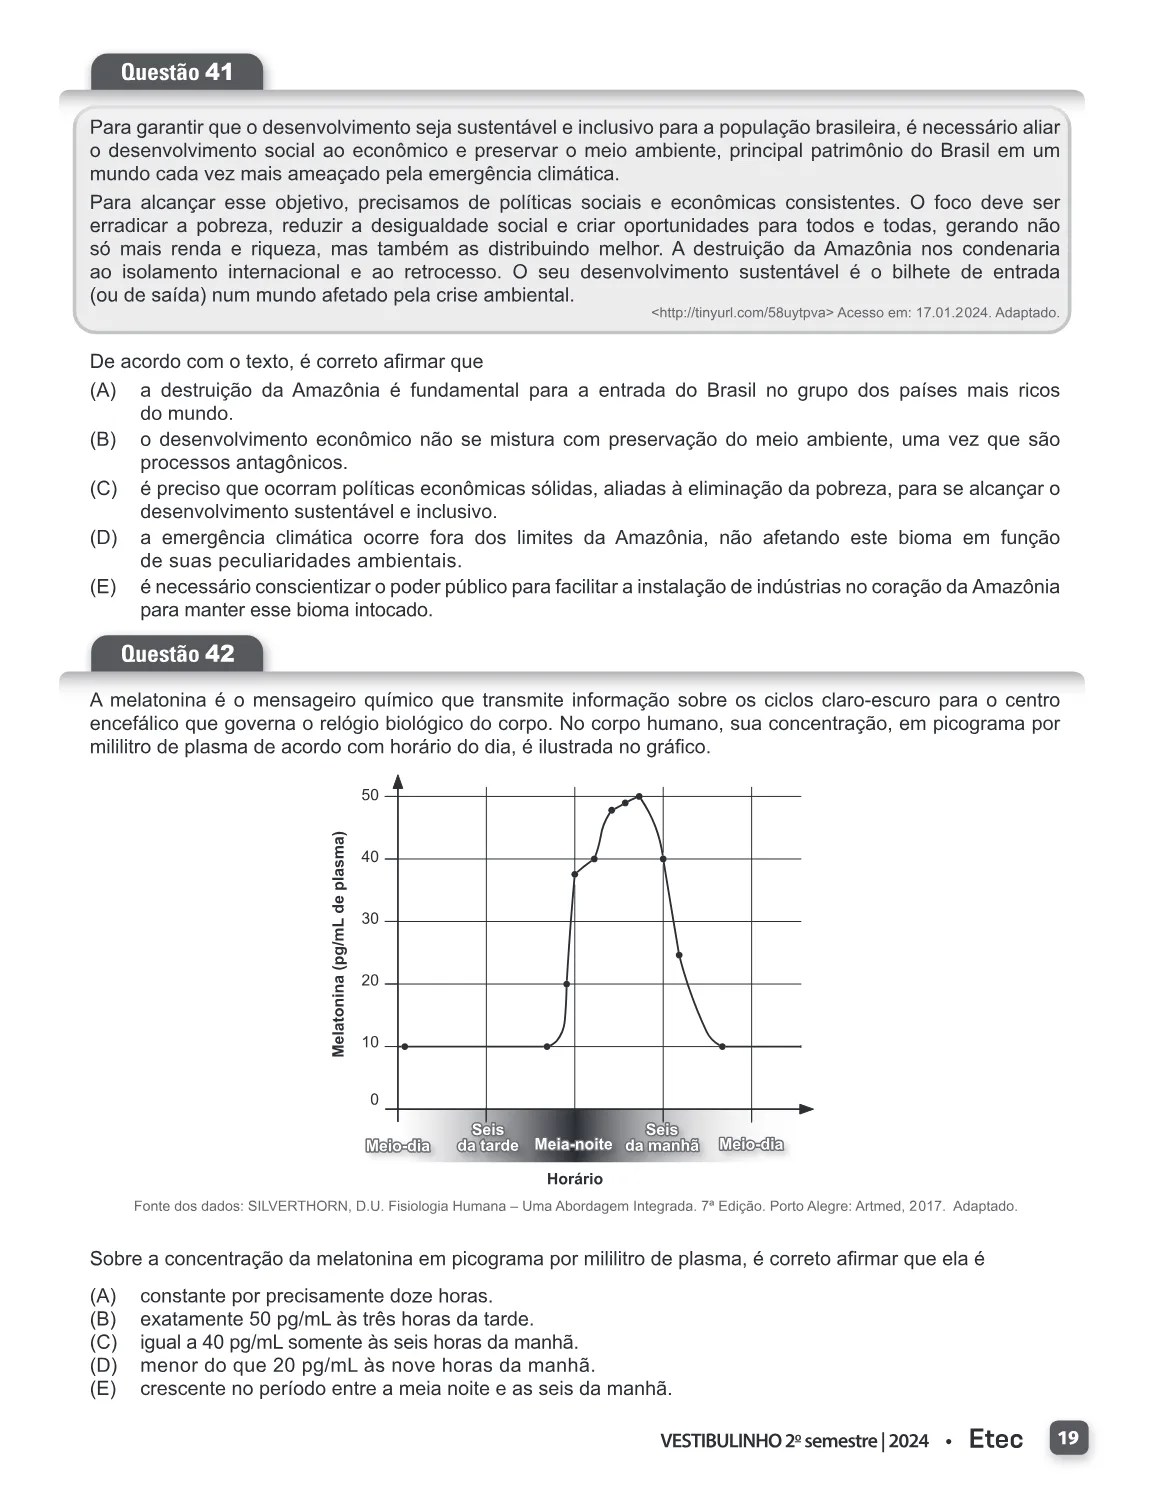 Questão 41
Para garantir que o desenvolvimento seja sustentável e inclusivo para a população brasileira, é necessário aliar
o desenvolvimento social ao econômico e preservar o meio ambiente, principal patrimônio do Brasil em um
mundo cada vez mais ameaçado pela emergência climática.
Para alcançar esse objetivo, precisamos de políticas sociais e econômicas consistentes. O foco deve ser
erradicar a pobreza, reduzir a desigualdade social e criar oportunidades para todos e todas, gerando não
só mais renda e riqueza, mas também as distribuindo melhor. A destruição da Amazônia nos condenaria
ao isolamento internacional e ao retrocesso. O seu desenvolvimento sustentável é o bilhete de entrada
(ou de saída) num mundo afetado pela crise ambiental.
<http://tinyurl.com/58uytpva> Acesso em: 17.01.2024. Adaptado.
De acordo com o texto, é correto afirmar que
(A) a destruição da Amazônia é fundamental para a entrada do Brasil no grupo dos países mais ricos
do mundo.
(B) o desenvolvimento econômico não se mistura com preservação do meio ambiente, uma vez que são
processos antagônicos.
(C) é preciso que ocorram políticas econômicas sólidas, aliadas à eliminação da pobreza, para se alcançar o
desenvolvimento sustentável e inclusivo.
(D) a emergência climática ocorre fora dos limites da Amazônia, não afetando este bioma em função
de suas peculiaridades ambientais.
(E) é necessário conscientizar o poder público para facilitar a instalação de indústrias no coração da Amazônia
para manter esse bioma intocado.
Questão 42
A melatonina é o mensageiro químico que transmite informação sobre os ciclos claro-escuro para o centro
encefálico que governa o relógio biológico do corpo. No corpo humano, sua concentração, em picograma por
mililitro de plasma de acordo com horário do dia, é ilustrada no gráfico.
Melatonina (pg/mL de plasma)
50
40
30
20
10
0
Meio-dia
Seis
da tarde
Meia-noite
Seis
da manhã
Meio-dia
Horário
Fonte dos dados: SILVERTHORN, D.U. Fisiologia Humana – Uma Abordagem Integrada. 7ª Edição. Porto Alegre: Artmed, 2017. Adaptado.
Sobre a concentração da melatonina em picograma por mililitro de plasma, é correto afirmar que ela é
(A) constante por precisamente doze horas.
(B) exatamente 50 pg/mL às três horas da tarde.
(C) igual a 40 pg/mL somente às seis horas da manhã.
(D) menor do que 20 pg/mL às nove horas da manhã.
(E) crescente no período entre a meia noite e as seis da manhã.
VESTIBULINHO 2º semestre | 2024 • Etec 19